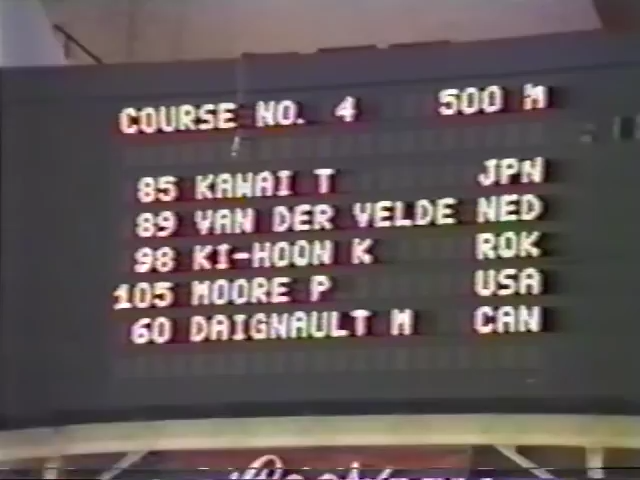 COURSE NO. 4 500 M
85 KAWAI T JPN
89 VAN DER VELDE NED
98 KI-HOON K ROK
105 MOORE P USA
60 DAIGNAULT M CAN